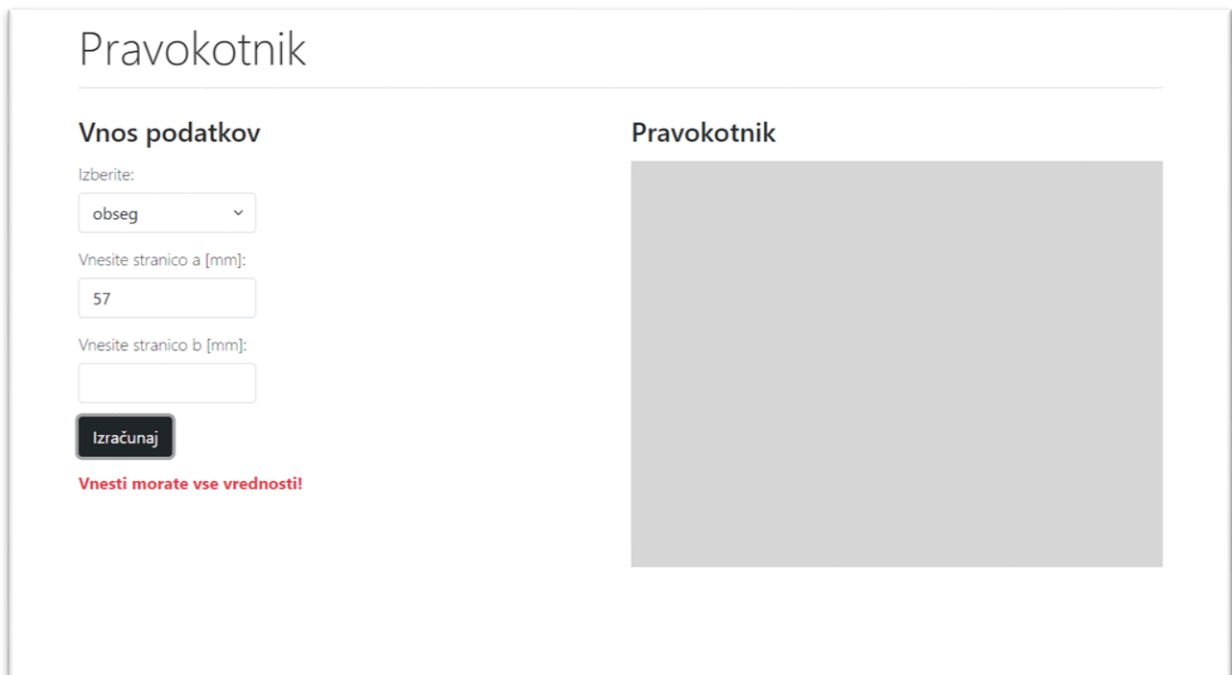 Pravokotnik
Vnos podatkov
Izberite:
obseg
Vnesite stranico a [mm]:
57
Vnesite stranico b [mm]:
Izračunaj
Vnesti morate vse vrednosti!
Pravokotnik